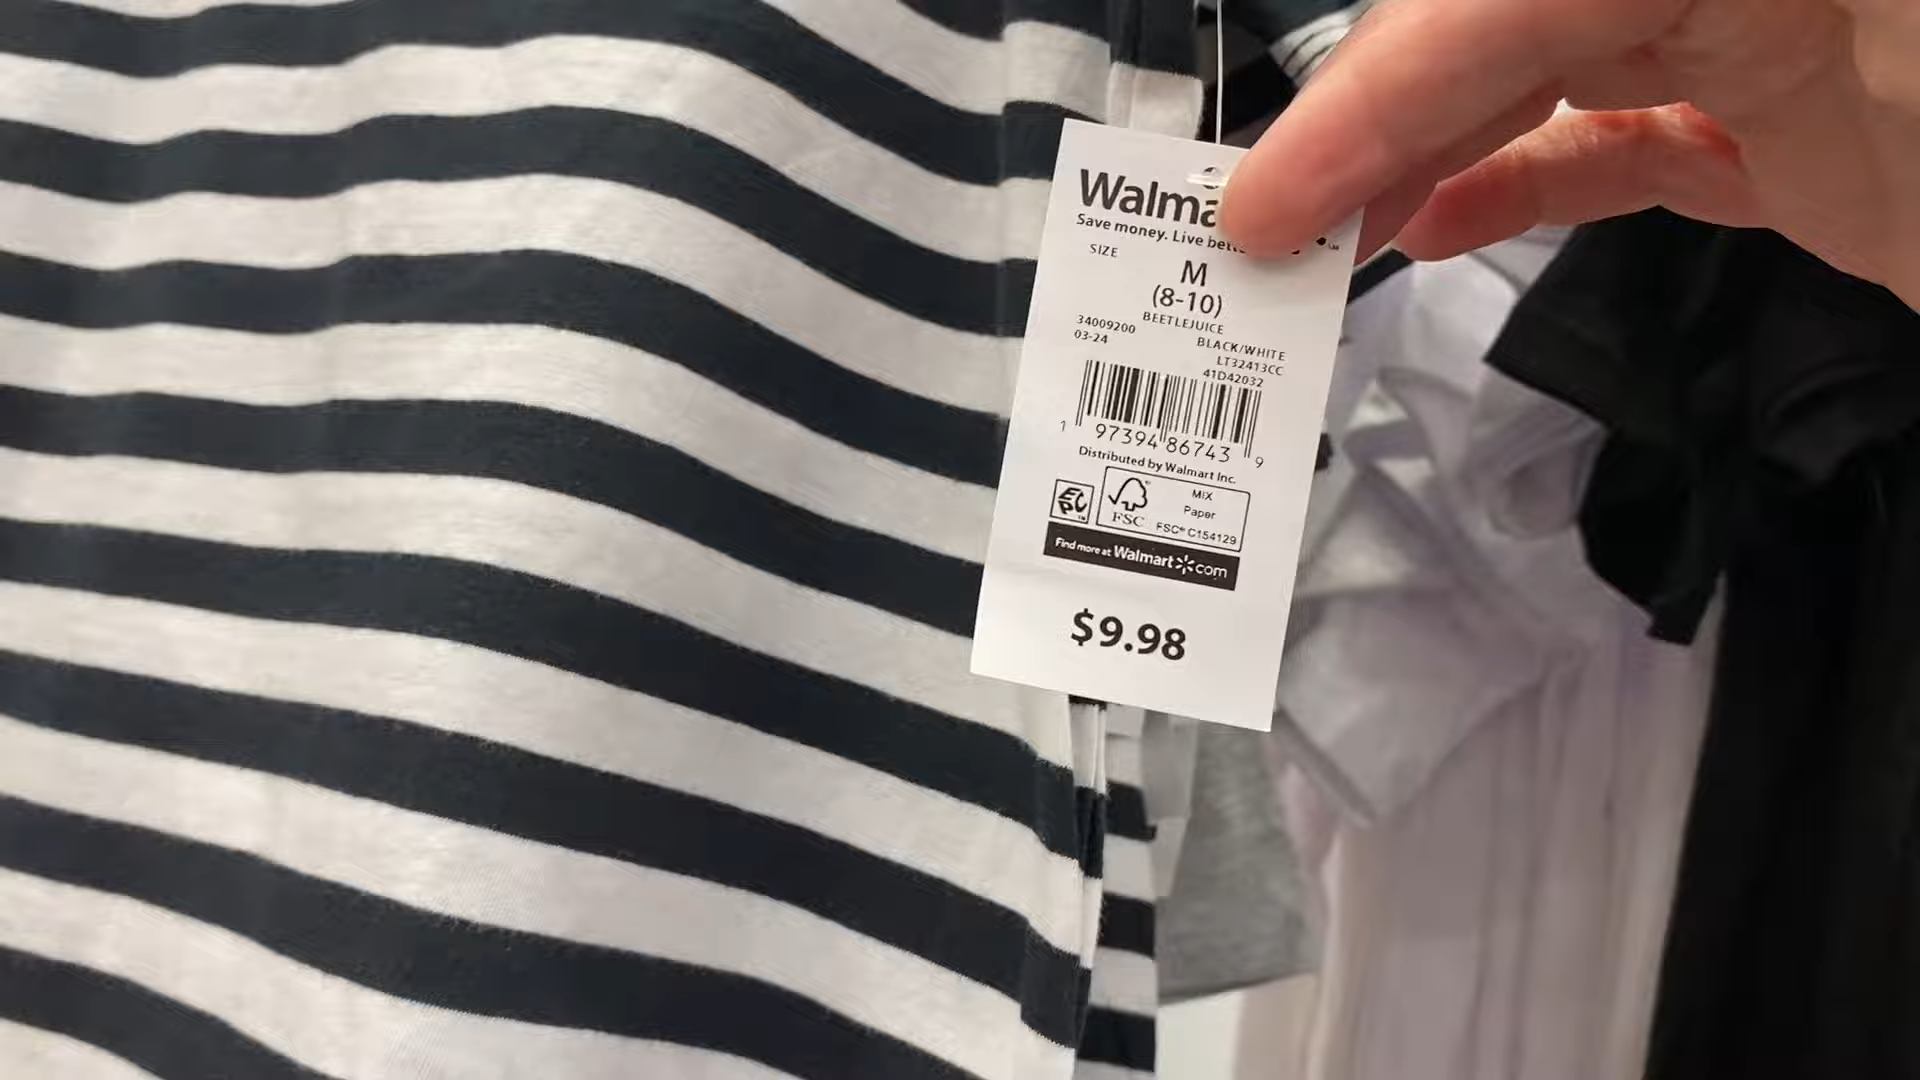 Walma
Save money. Live
SIZE
M
(8-10)
BEETLEJUICE
34009200
03-24
BLACK/WHITE
LT32413CC
41D42032
1 97394 86743 9
Distributed by Walmart Inc.
EPC
FSC
MIX
Paper
FSC® C154129
Find more at Walmart com
$9.98